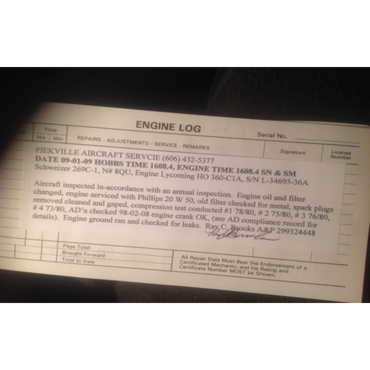 ENGINE LOG
Time
Hrs Min
REPAIRS - ADJUSTMENTS - SERVICE - REMARKS
Serial No.
Signature
License Number
PIEKVILLE AIRCRAFT SERVCIE (606) 432-5377
DATE 09-01-09 HOBBS TIME 1608.4, ENGINE TIME 1608.4 SN & SM
Schweizer 269C-1, N# 8QU, Engine Lycoming HO 360-C1A, S/N L-34695-36A
Aircraft inspected in-accordance with an annual inspection. Engine oil and filter
changed, engine serviced with Phillips 20 W 50, old filter checked for metal, spark plugs
removed cleaned and gaped, compression test conducted #1 78/80, # 2 75/80, # 3 76/80
, # 4 73/80, AD'a checked 98-02-08 engine crank OK, (see AD compliance record for
details). Engine ground ran and checked for leaks. Ray C. Brooks A&P 299324448
Page Total
Brought Forward
Total to Date
All Repair Data Must Bear the Endorsement of a
Certificated Mechanic, and his Rating and
Certificate Number MUST be Shown.